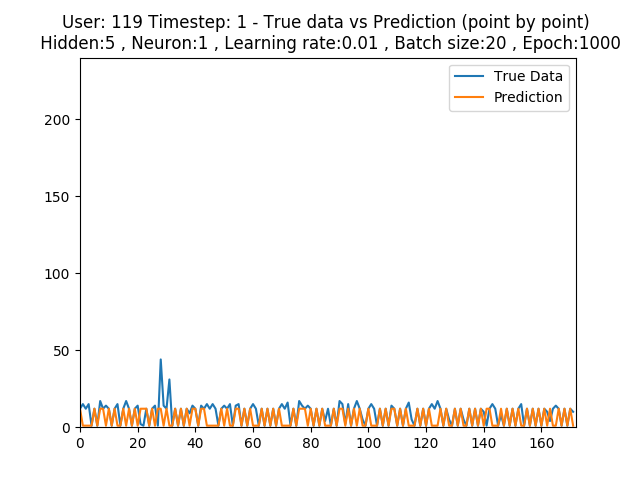 User: 119 Timestep: 1 - True data vs Prediction (point by point)
Hidden:5 , Neuron:1 , Learning rate:0.01 , Batch size:20 , Epoch:1000
True Data
Prediction
200
150
100
50
0
0 20 40 60 80 100 120 140 160